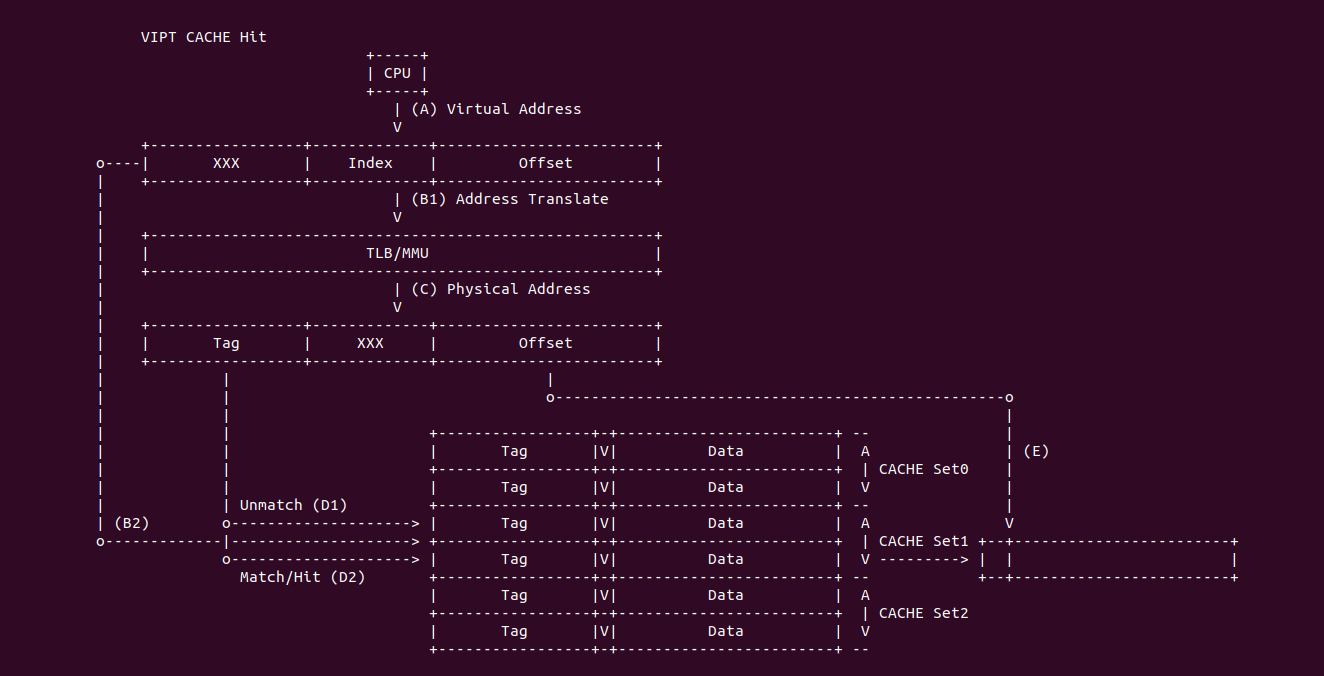 VIPT CACHE Hit
CPU
(A) Virtual Address
V
XXX Index Offset
(B1) Address Translate
V
TLB/MMU
(C) Physical Address
V
Tag XXX Offset
Tag V Data A (E)
CACHE Set0
Tag V Data V
Unmatch (D1)
(B2) Tag V Data A V
CACHE Set1
Tag V Data V
Match/Hit (D2)
Tag V Data A
CACHE Set2
Tag V Data V